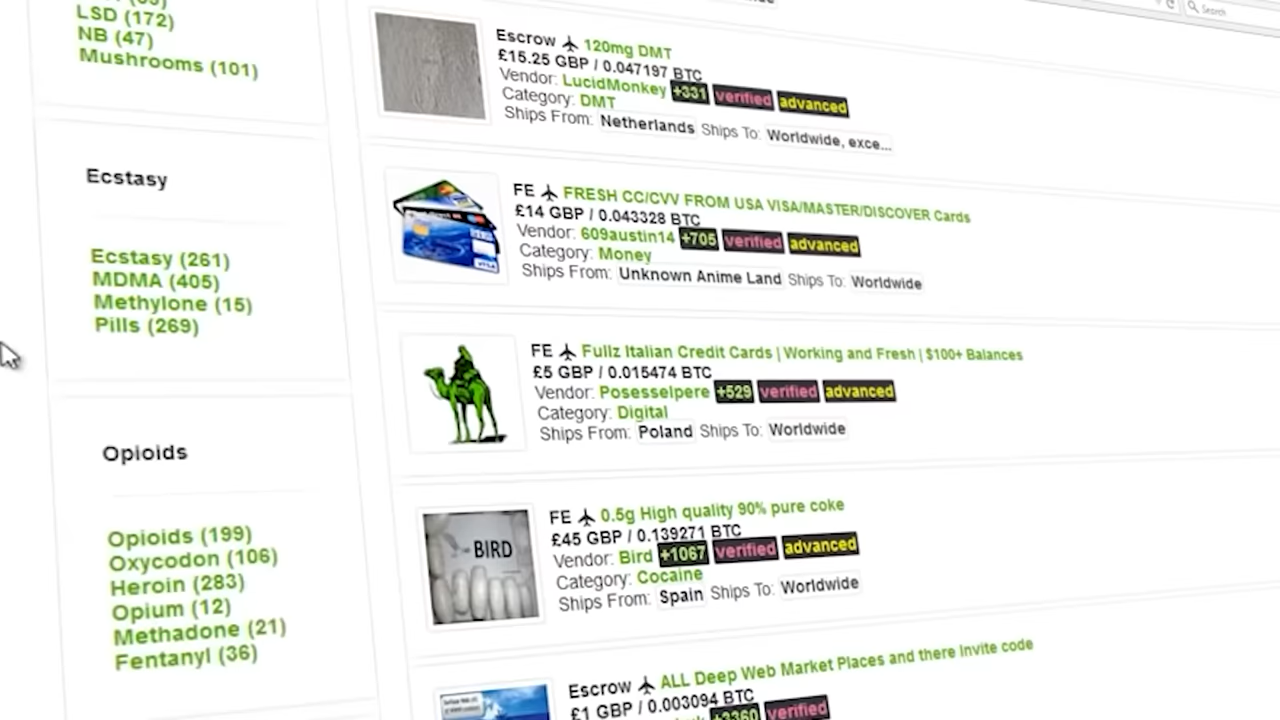 LSD (172)
NB (47)
Mushrooms (101)
Ecstasy
Ecstasy (261)
MDMA (405)
Methylone (15)
Pills (269)
Opioids
Opioids (199)
Oxycodon (106)
Heroin (283)
Opium (12)
Methadone (21)
Fentanyl (36)
Search
Escrow 120mg DMT
£15.25 GBP / 0.047197 BTC
Vendor: LucidMonkey +331 verified advanced
Category: DMT
Ships From: Netherlands Ships To: Worldwide, exce...
FE FRESH CC/CVV FROM USA VISA/MASTER/DISCOVER Cards
£14 GBP / 0.043328 BTC
Vendor: 609austin14 +705 verified advanced
Category: Money
Ships From: Unknown Anime Land Ships To: Worldwide
VISA
FE Fullz Italian Credit Cards | Working and Fresh | $100+ Balances
£5 GBP / 0.015474 BTC
Vendor: Posesselpere +529 verified advanced
Category: Digital
Ships From: Poland Ships To: Worldwide
BIRD
FE 0.5g High quality 90% pure coke
£45 GBP / 0.139271 BTC
Vendor: Bird +1067 verified advanced
Category: Cocaine
Ships From: Spain Ships To: Worldwide
Escrow ALL Deep Web Market Places and there Invite code
£1 GBP / 0.003094 BTC
+3360 verified